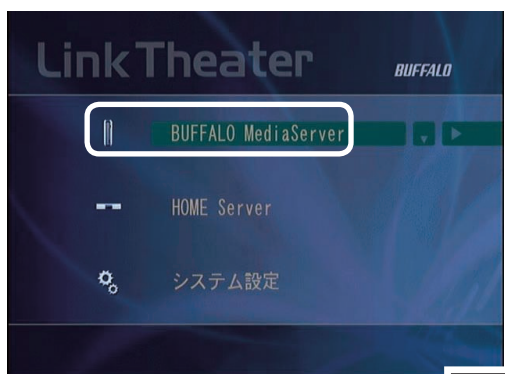 LinkTheater
BUFFALO
BUFFALO MediaServer
HOME Server
システム設定